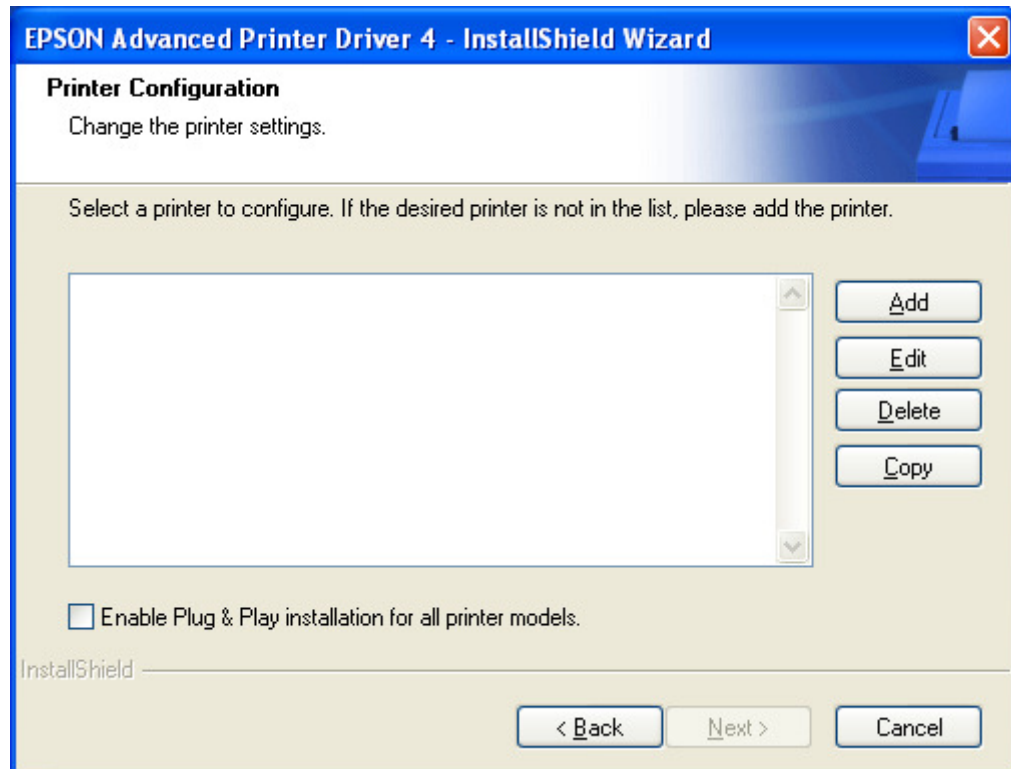 EPSON Advanced Printer Driver 4 - InstallShield Wizard
Printer Configuration
Change the printer settings.
Select a printer to configure. If the desired printer is not in the list, please add the printer.
Add
Edit
Delete
Copy
Enable Plug & Play installation for all printer models.
InstallShield
< Back
Next >
Cancel